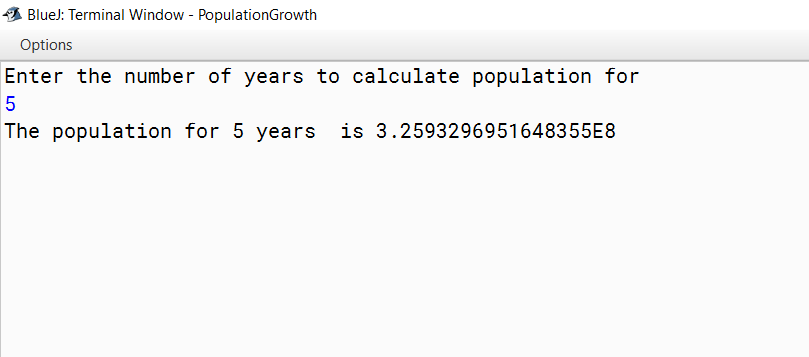 BlueJ: Terminal Window - PopulationGrowth
Options
Enter the number of years to calculate population for
5
The population for 5 years  is 3.2593296951648355E8